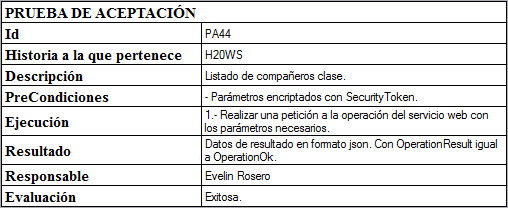 PRUEBA DE ACEPTACIÓN
Id PA44
Historia a la que pertenece H20WS
Descripción Listado de compañeros clase.
PreCondiciones - Parámetros encriptados con SecurityToken.
Ejecución 1.- Realizar una petición a la operación del servicio web con
los parámetros necesarios.
Resultado Datos de resultado en formato json. Con OperationResult igual
a OperationOk.
Responsable Evelin Rosero
Evaluación Exitosa.